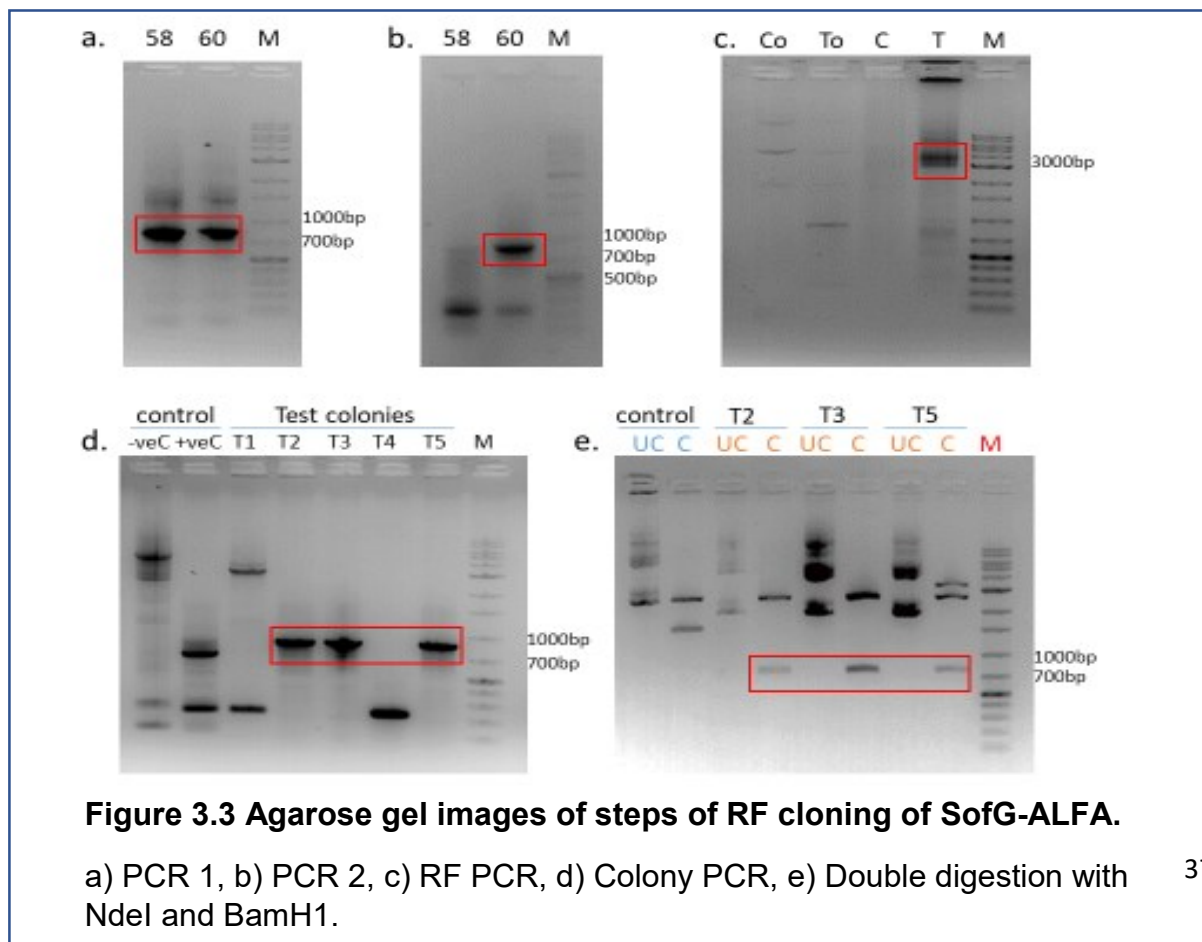 a. 58 60 M
1000bp
700bp
b. 58 60 M
1000bp
700bp
500bp
c. Co To C T M
3000bp
control Test colonies
d. -veC +veC T1 T2 T3 T4 T5 M
1000bp
700bp
control T2 T3 T5
e. UC C UC C UC C UC C M
1000bp
700bp
Figure 3.3 Agarose gel images of steps of RF cloning of SofG-ALFA.
a) PCR 1, b) PCR 2, c) RF PCR, d) Colony PCR, e) Double digestion with
NdeI and BamH1.